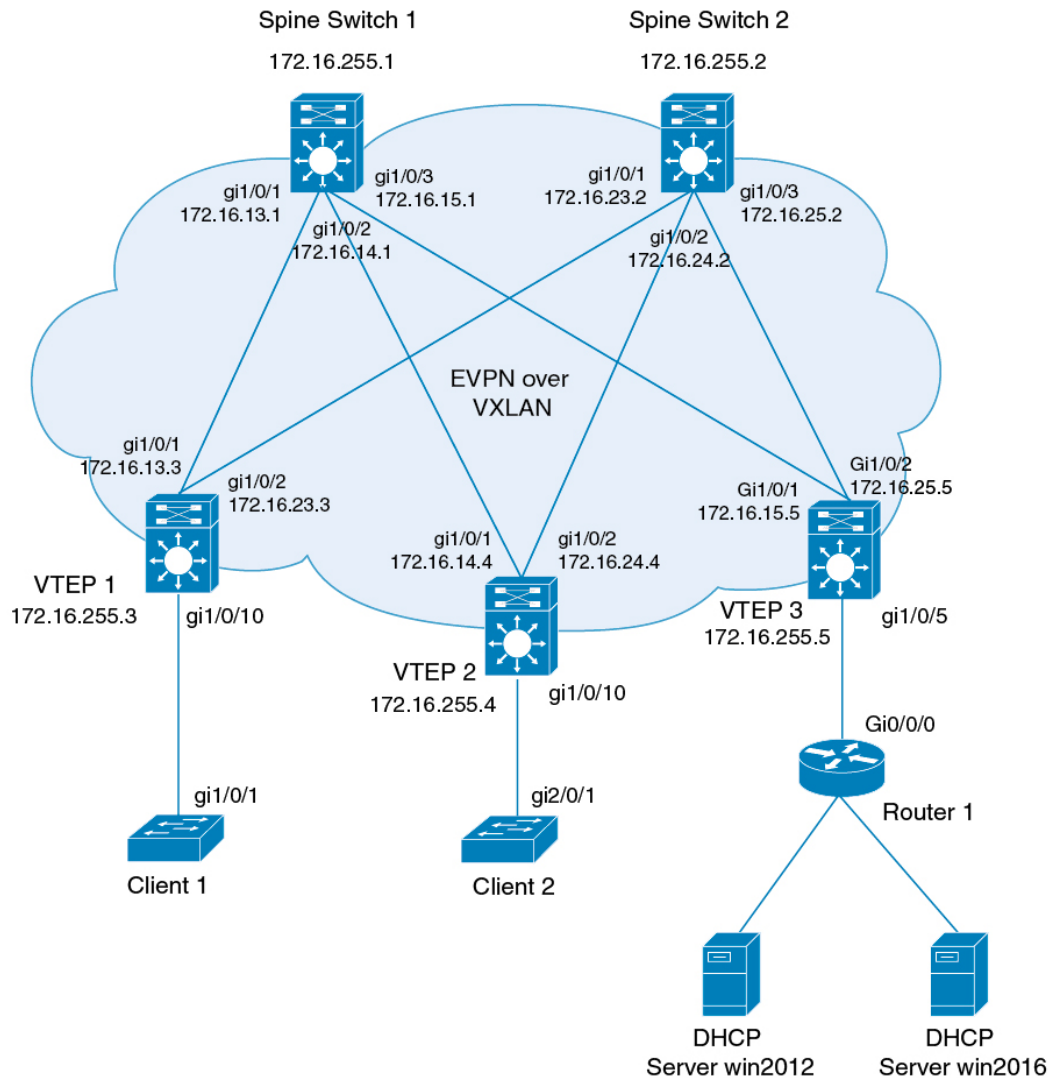 Spine Switch 1
172.16.255.1
Spine Switch 2
172.16.255.2
gi1/0/1
172.16.13.1
gi1/0/3
172.16.15.1
gi1/0/2
172.16.14.1
gi1/0/1
172.16.23.2
gi1/0/3
172.16.25.2
gi1/0/2
172.16.24.2
EVPN over
VXLAN
gi1/0/1
172.16.13.3
gi1/0/2
172.16.23.3
gi1/0/1
172.16.14.4
gi1/0/2
172.16.24.4
Gi1/0/1
172.16.15.5
Gi1/0/2
172.16.25.5
VTEP 1
172.16.255.3
gi1/0/10
VTEP 2
172.16.255.4
gi1/0/10
VTEP 3
172.16.255.5
gi1/0/5
Gi0/0/0
Router 1
gi1/0/1
Client 1
gi2/0/1
Client 2
DHCP
Server win2012
DHCP
Server win2016